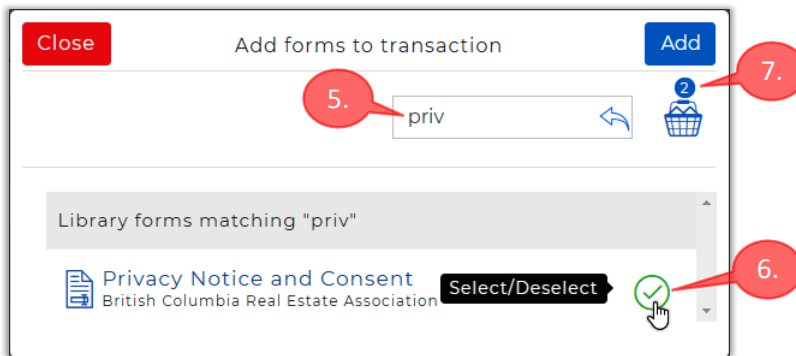 Close
Add forms to transaction
Add
7.
2
5.
priv
Library forms matching "priv"
Privacy Notice and Consent
British Columbia Real Estate Association
Select/Deselect
6.